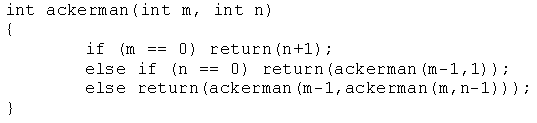 int ackerman(int m, int n)
{
if (m == 0) return(n+1);
else if (n == 0) return(ackerman(m-1,1));
else return(ackerman(m-1,ackerman(m,n-1)));
}